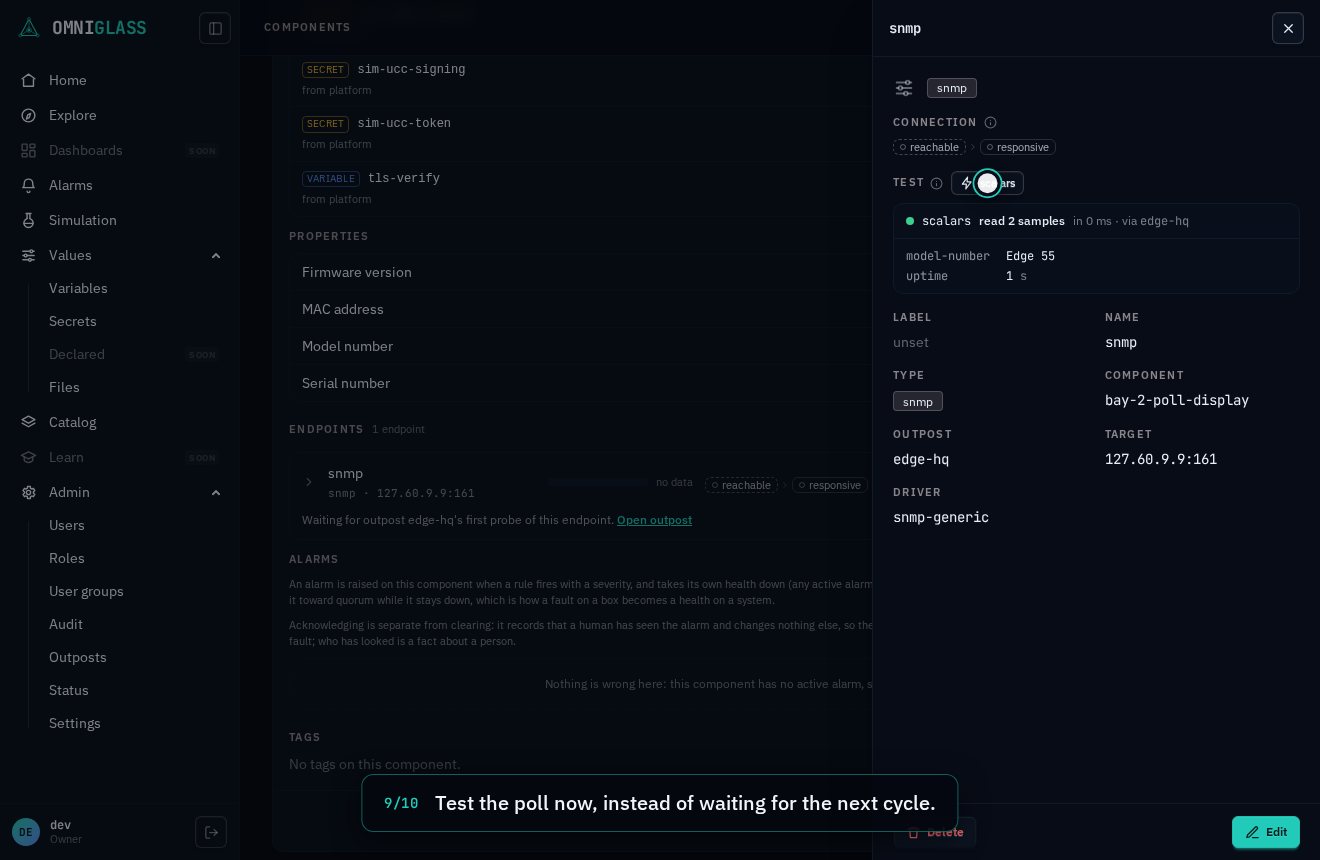 OMNIGLASS
Home
Explore
Dashboards SOON
Alarms
Simulation
Values
Variables
Secrets
Declared SOON
Files
Catalog
Learn SOON
Admin
Users
Roles
User groups
Audit
Outposts
Status
Settings
DE dev
Owner
COMPONENTS
SECRET sim-ucc-signing
from platform
SECRET sim-ucc-token
from platform
VARIABLE tls-verify
from platform
PROPERTIES
Firmware version
MAC address
Model number
Serial number
ENDPOINTS 1 endpoint
snmp
snmp · 127.60.9.9:161
no data
reachable › responsive
Waiting for outpost edge-hq's first probe of this endpoint. Open outpost
ALARMS
An alarm is raised on this component when a rule fires with a severity, and takes its own health down (any active alarm
it toward quorum while it stays down, which is how a fault on a box becomes a health on a system.
Acknowledging is separate from clearing: it records that a human has seen the alarm and changes nothing else, so the
fault; who has looked is a fact about a person.
Nothing is wrong here: this component has no active alarm, s
TAGS
No tags on this component.
snmp
snmp
CONNECTION
reachable › responsive
TEST
scalars read 2 samples in 0 ms · via edge-hq
model-number Edge 55
uptime 1 s
LABEL
unset
NAME
snmp
TYPE
snmp
COMPONENT
bay-2-poll-display
OUTPOST
edge-hq
TARGET
127.60.9.9:161
DRIVER
snmp-generic
Delete
Edit
9/10 Test the poll now, instead of waiting for the next cycle.